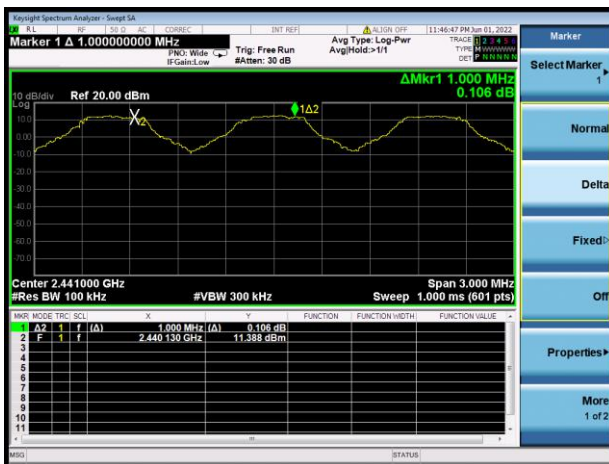 Keysight Spectrum Analyzer - Swept SA
RL RF 50 Ω AC CORREC INT REF ALIGN OFF 11:46:47 PM Jun 01, 2022
Marker 1 Δ 1.000000000 MHz
PNO: Wide
IFGain:Low
Trig: Free Run
#Atten: 30 dB
Avg Type: Log-Pwr
Avg|Hold:>1/1
TRACE 1 2 3 4 5 6
TYPE M W W W W W
DET P N N N N N
ΔMkr1 1.000 MHz
0.106 dB
10 dB/div Ref 20.00 dBm
Log
10.0
0.00
-10.0
-20.0
-30.0
-40.0
-50.0
-60.0
-70.0
X2
1Δ2
Center 2.441000 GHz
Span 3.000 MHz
#Res BW 100 kHz
#VBW 300 kHz
Sweep 1.000 ms (601 pts)
MKR MODE TRC SCL X Y FUNCTION FUNCTION WIDTH FUNCTION VALUE
1 Δ2 1 f (Δ) 1.000 MHz (Δ) 0.106 dB
2 F 1 f 2.440 130 GHz 11.388 dBm
3
4
5
6
7
8
9
10
11
MSG
STATUS
Marker
Select Marker
1
Normal
Delta
Fixed
Off
Properties
More
1 of 2